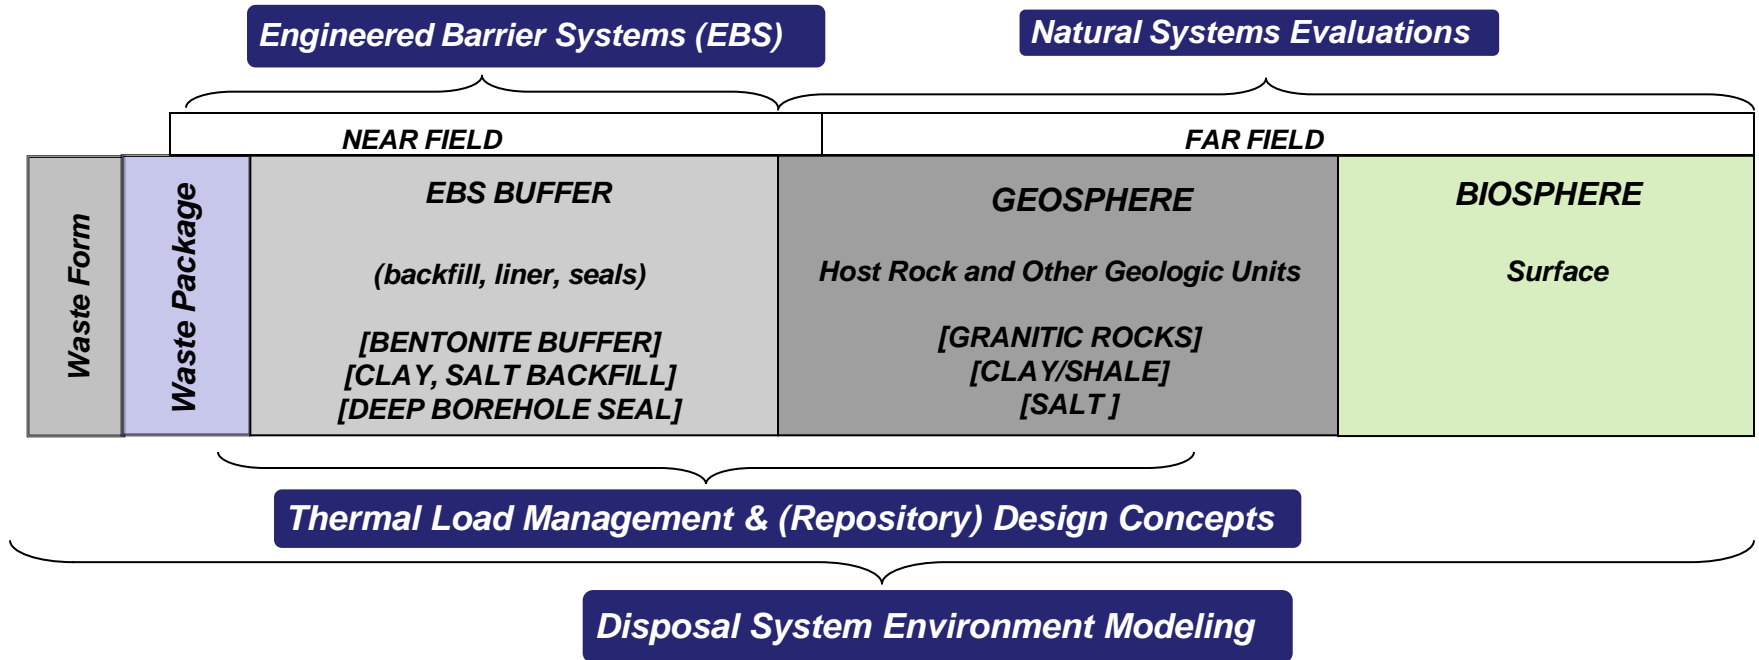 Engineered Barrier Systems (EBS)
Natural Systems Evaluations
NEAR FIELD
FAR FIELD
Waste Form
Waste Package
EBS BUFFER
(backfill, liner, seals)
[BENTONITE BUFFER]
[CLAY, SALT BACKFILL]
[DEEP BOREHOLE SEAL]
GEOSPHERE
Host Rock and Other Geologic Units
[GRANITIC ROCKS]
[CLAY/SHALE]
[SALT ]
BIOSPHERE
Surface
Thermal Load Management & (Repository) Design Concepts
Disposal System Environment Modeling